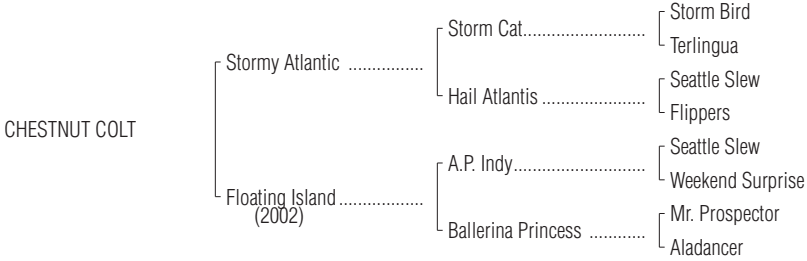 Storm Bird
Storm Cat..........................
Terlingua
Stormy Atlantic ................
Seattle Slew
Hail Atlantis ......................
Flippers
CHESTNUT COLT
Seattle Slew
A.P. Indy............................
Weekend Surprise
Floating Island..................
(2002)
Mr. Prospector
Ballerina Princess ............
Aladancer